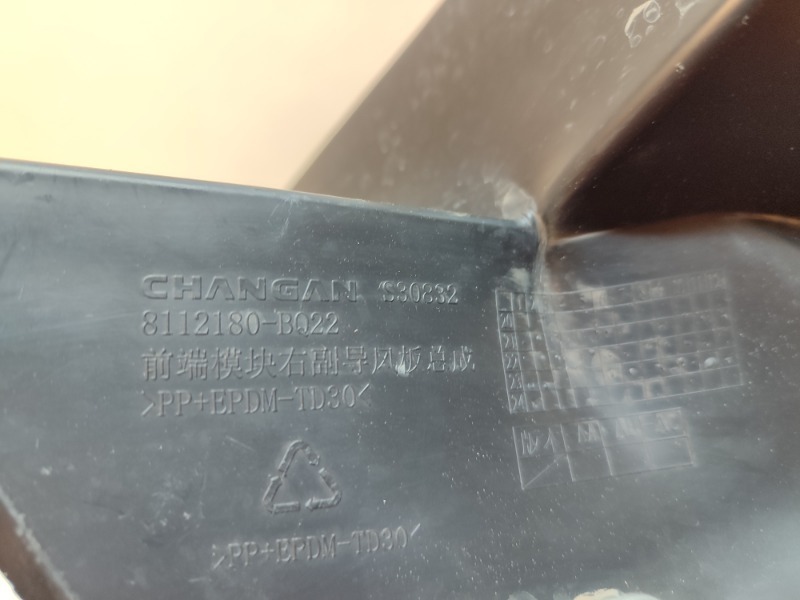 CHANGAN S30832
8112180-BQ22
前端模块右副导风板总成
>PP+EPDM-TD30<
>PP+EPDM-TD30<